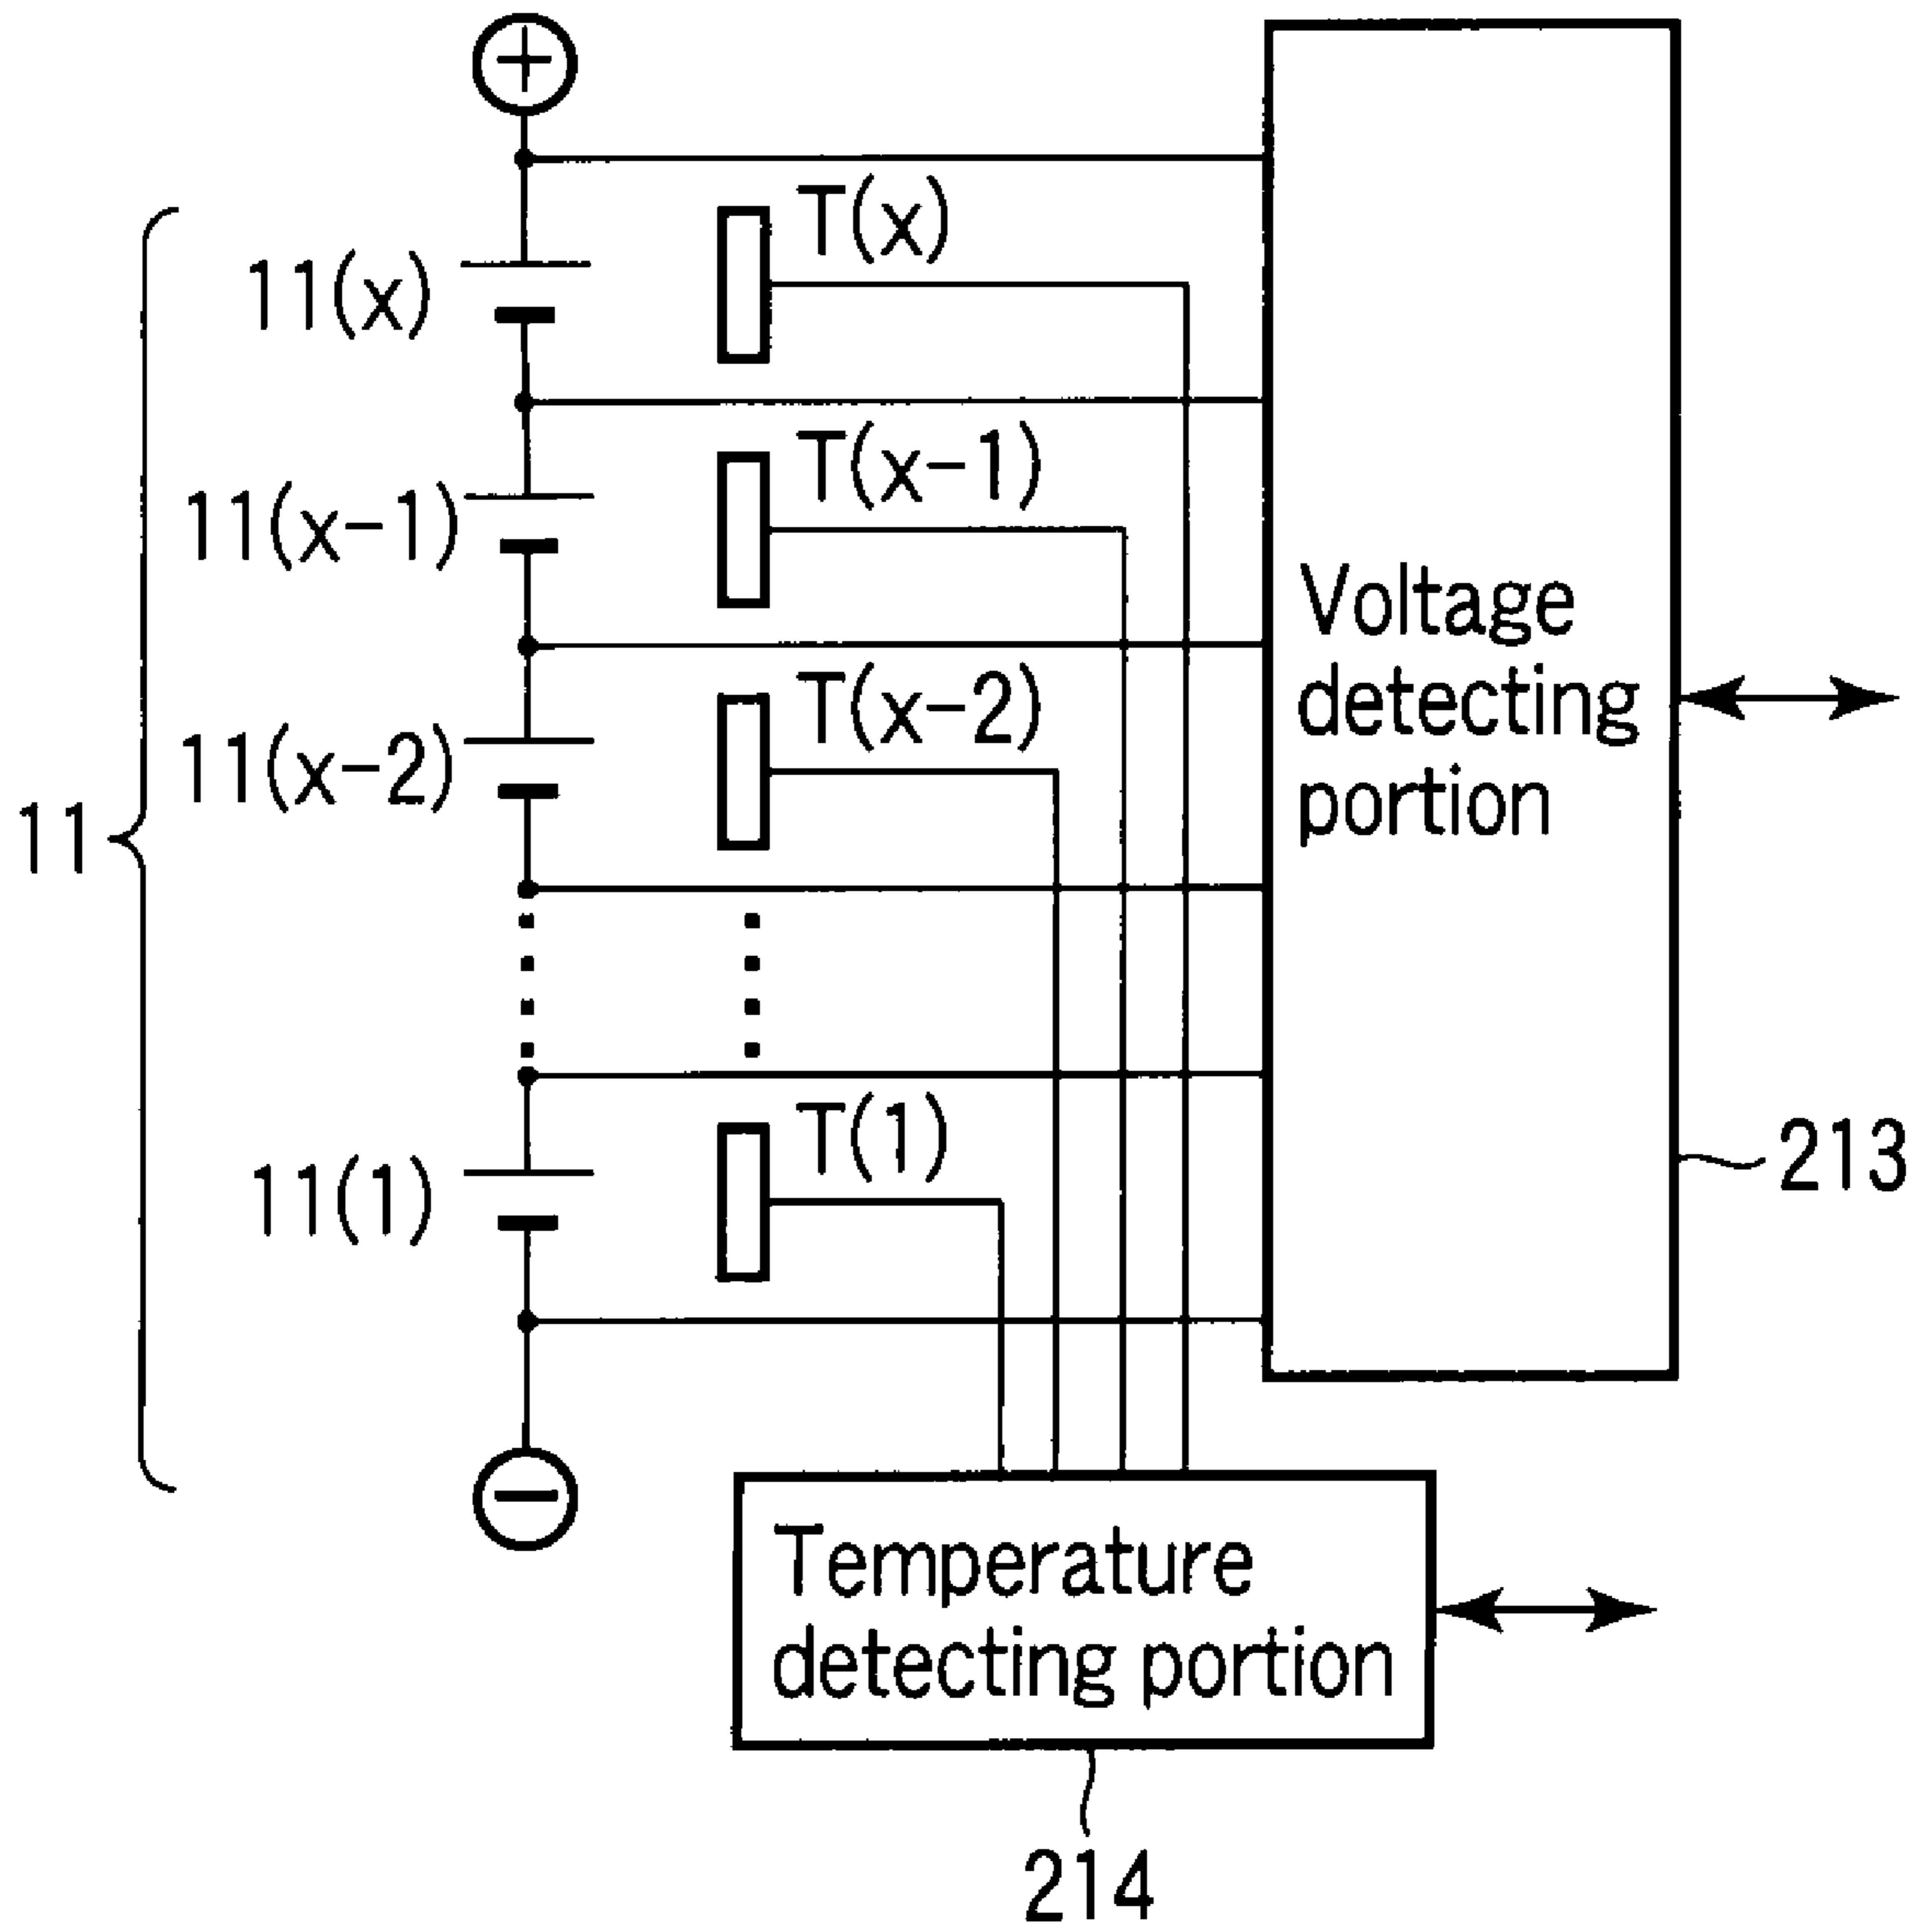 +
T(x)
11(x)
T(x-1)
11(x-1)
Voltage
detecting
portion
T(x-2)
11(x-2)
11
T(1)
11(1)
213
−
Temperature
detecting portion
214